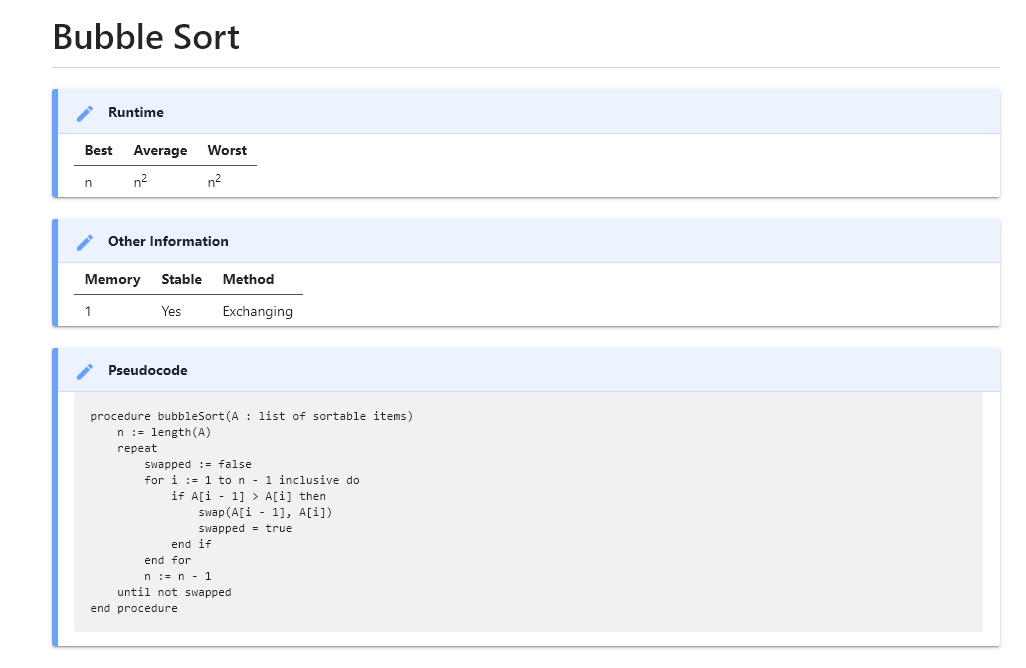 Bubble Sort
Runtime
Best Average Worst
n n² n²
Other Information
Memory Stable Method
1 Yes Exchanging
Pseudocode
procedure bubbleSort(A : list of sortable items)
    n := length(A)
    repeat
        swapped := false
        for i := 1 to n - 1 inclusive do
            if A[i - 1] > A[i] then
                swap(A[i - 1], A[i])
                swapped = true
            end if
        end for
        n := n - 1
    until not swapped
end procedure